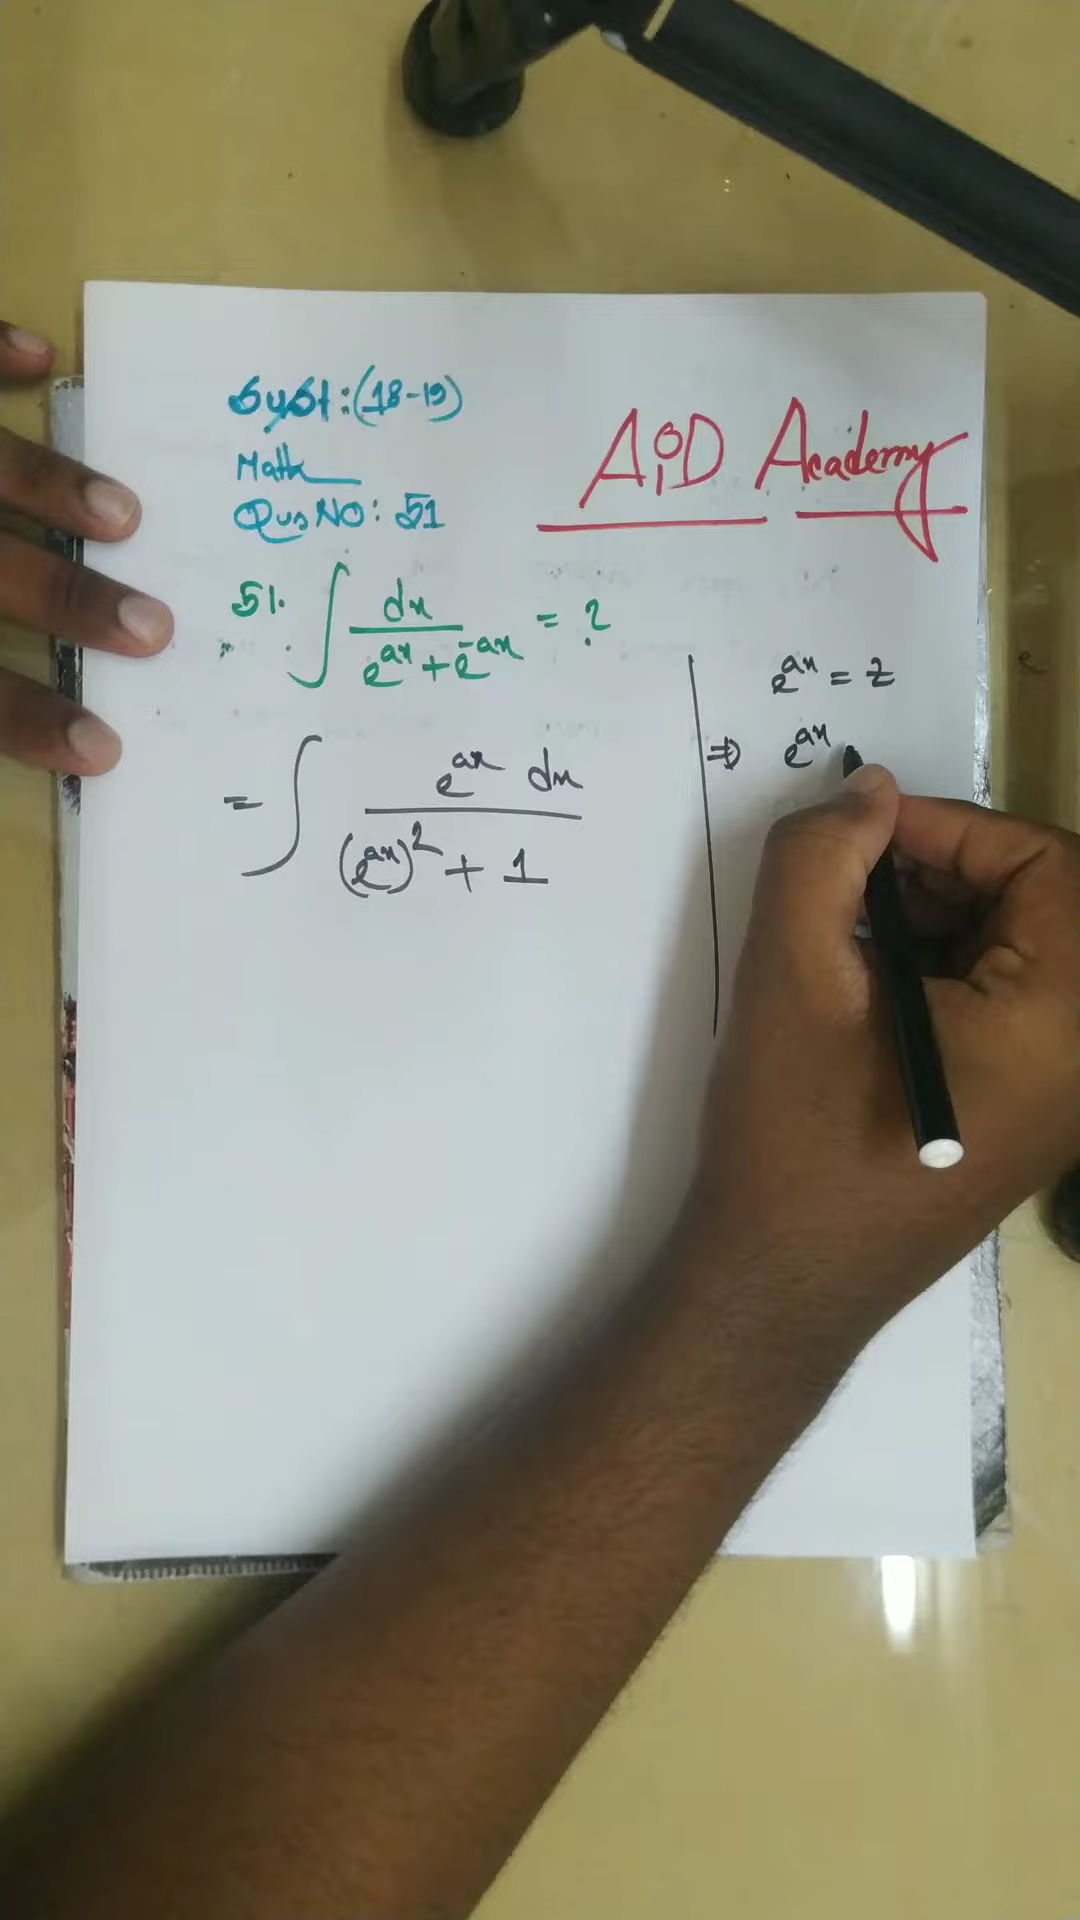 SySt:(18-19)
Math
Qus NO: 51
AiD Academy
51. ∫ dx / (e^ax + e^-ax) = ?
= ∫ e^ax dx / ((e^ax)^2 + 1)
e^ax = z
⇒ e^ax